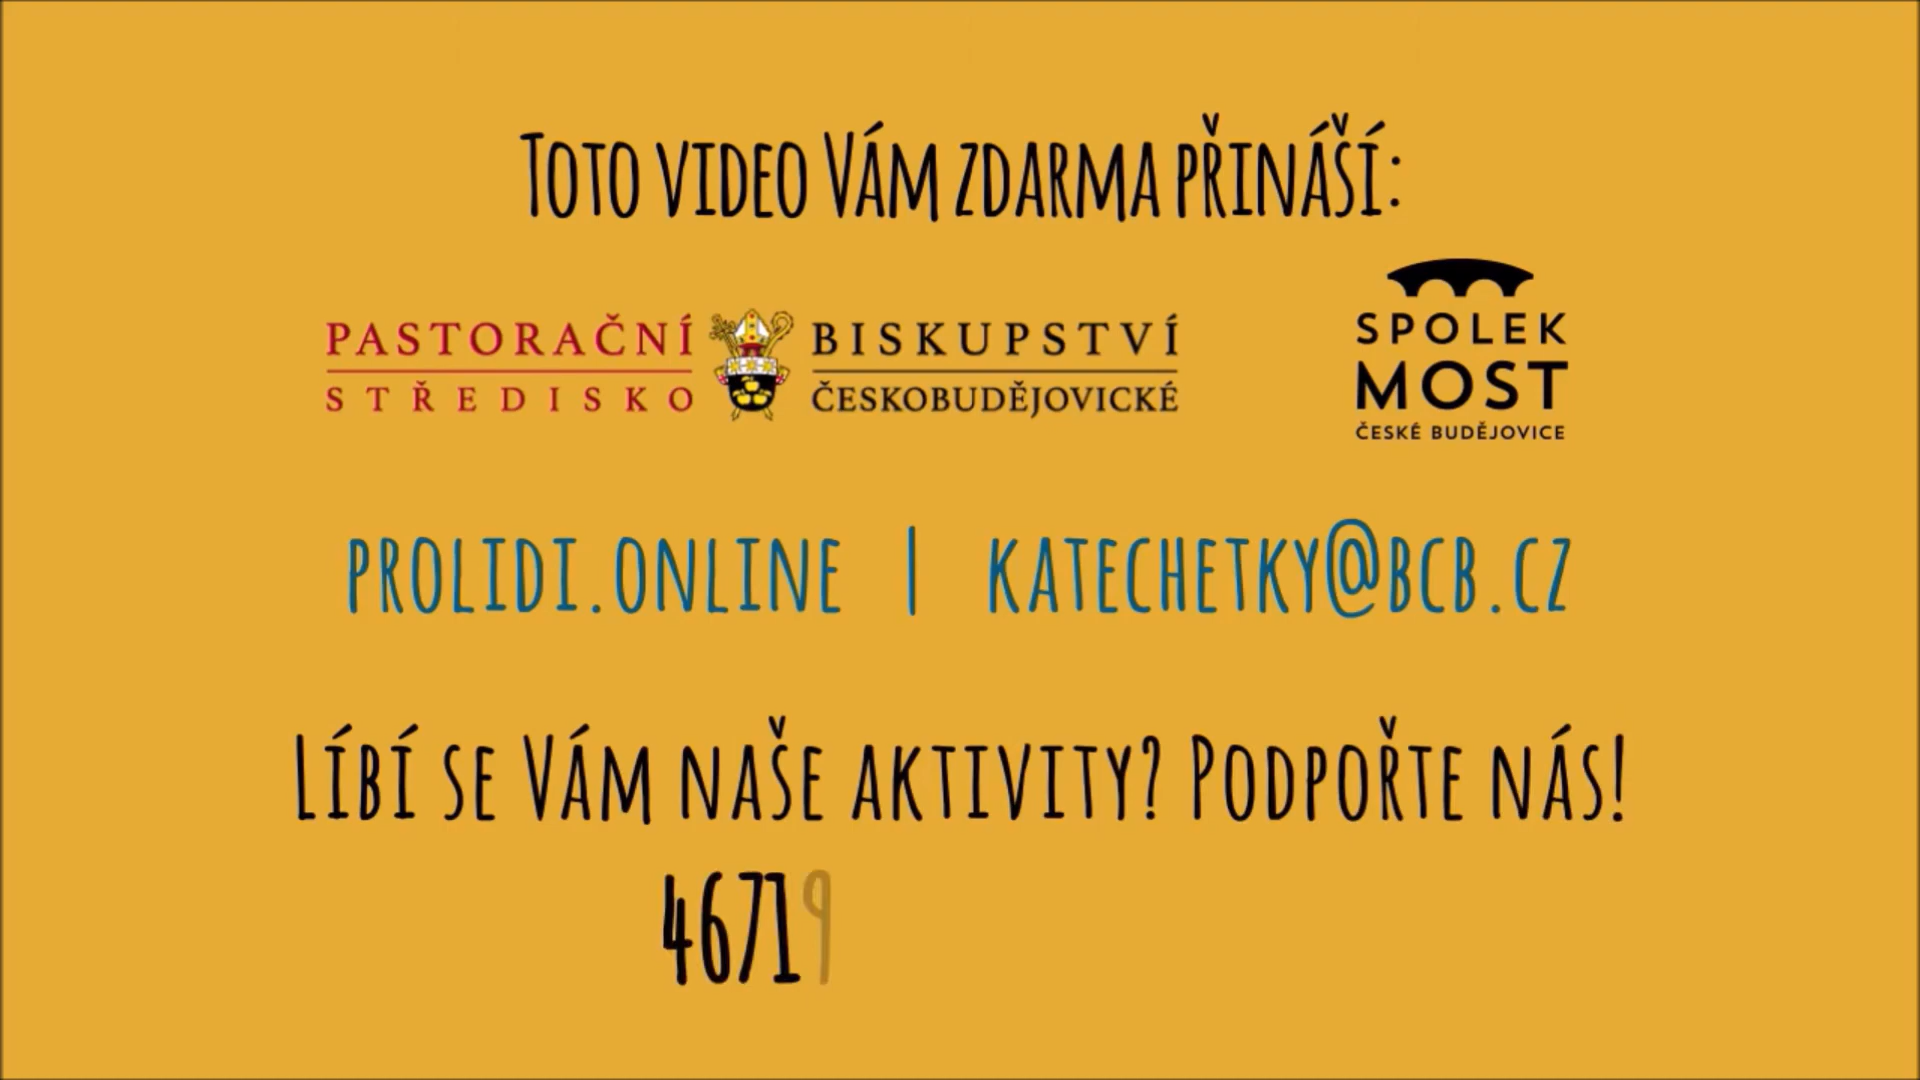 Toto video Vám zdarma přináší:
PASTORAČNÍ STŘEDISKO
BISKUPSTVÍ ČESKOBUDĚJOVICKÉ
SPOLEK
MOST
ČESKÉ BUDĚJOVICE
PROLIDI.ONLINE | KATECHETKY@BCB.CZ
Líbí se Vám naše aktivity? Podpořte nás!
46719